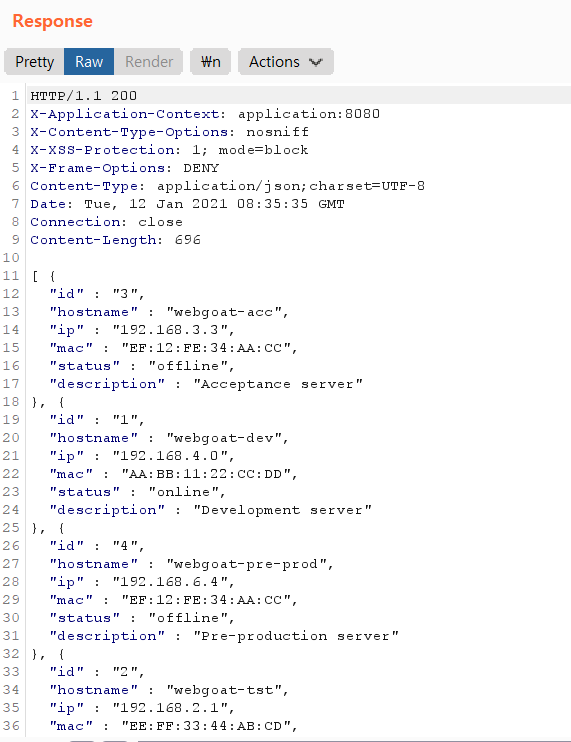 Response
Pretty Raw Render \n Actions
1 HTTP/1.1 200
2 X-Application-Context: application:8080
3 X-Content-Type-Options: nosniff
4 X-XSS-Protection: 1; mode=block
5 X-Frame-Options: DENY
6 Content-Type: application/json;charset=UTF-8
7 Date: Tue, 12 Jan 2021 08:35:35 GMT
8 Connection: close
9 Content-Length: 696
10
11 [ {
12   "id" : "3",
13   "hostname" : "webgoat-acc",
14   "ip" : "192.168.3.3",
15   "mac" : "EF:12:FE:34:AA:CC",
16   "status" : "offline",
17   "description" : "Acceptance server"
18 }, {
19   "id" : "1",
20   "hostname" : "webgoat-dev",
21   "ip" : "192.168.4.0",
22   "mac" : "AA:BB:11:22:CC:DD",
23   "status" : "online",
24   "description" : "Development server"
25 }, {
26   "id" : "4",
27   "hostname" : "webgoat-pre-prod",
28   "ip" : "192.168.6.4",
29   "mac" : "EF:12:FE:34:AA:CC",
30   "status" : "offline",
31   "description" : "Pre-production server"
32 }, {
33   "id" : "2",
34   "hostname" : "webgoat-tst",
35   "ip" : "192.168.2.1",
36   "mac" : "EE:FF:33:44:AB:CD",